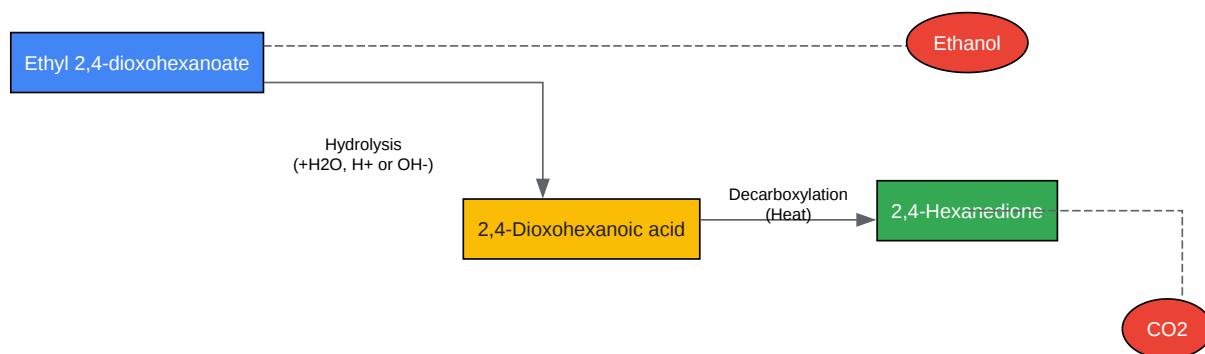 Ethanol
Ethyl 2,4-dioxohexanoate
Hydrolysis
(+H2O, H+ or OH-)
Decarboxylation
(Heat)
2,4-Hexanedione
2,4-Dioxohexanoic acid
CO2